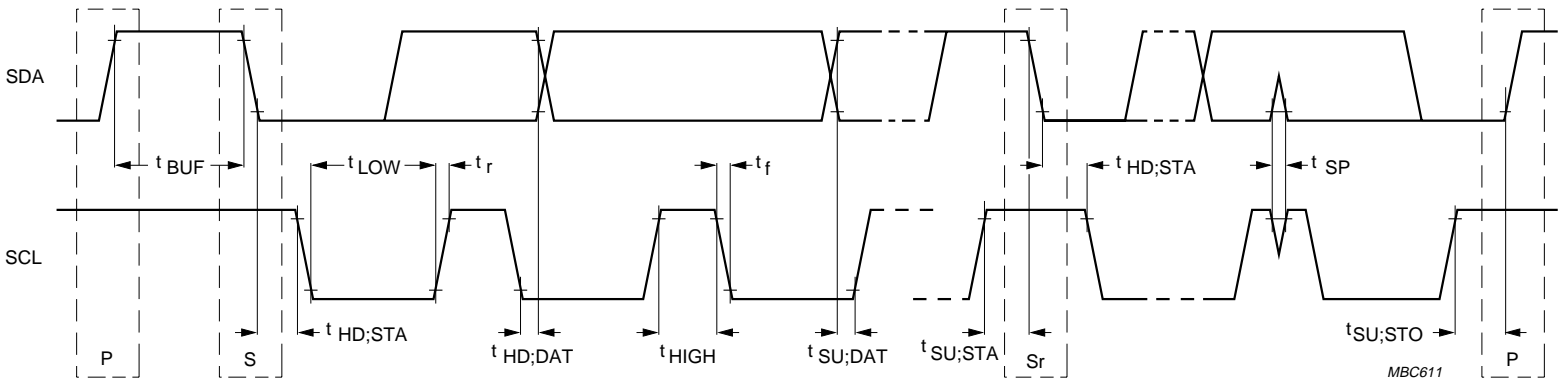 SDA
t BUF
t LOW
t r
t f
t HD;STA
t SP
SCL
t HD;STA
t HD;DAT
t HIGH
t SU;DAT
t SU;STA
t SU;STO
P
S
Sr
P
MBC611